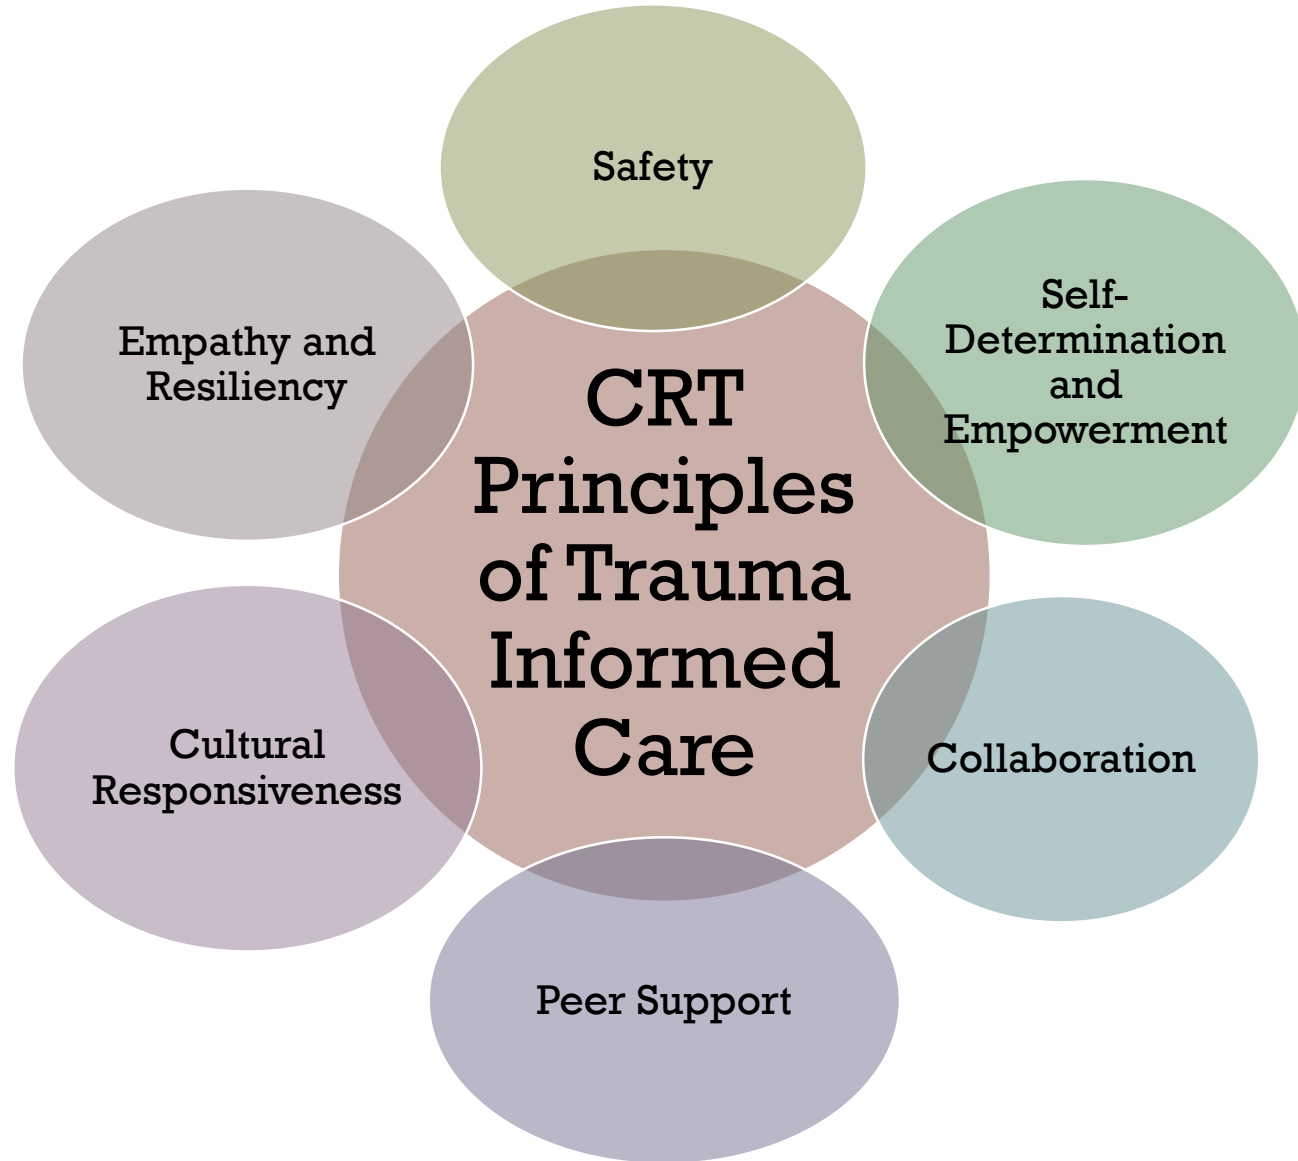 Safety
Self-
Determination
and
Empowerment
Collaboration
Peer Support
Cultural
Responsiveness
Empathy and
Resiliency
CRT
Principles
of Trauma
Informed
Care